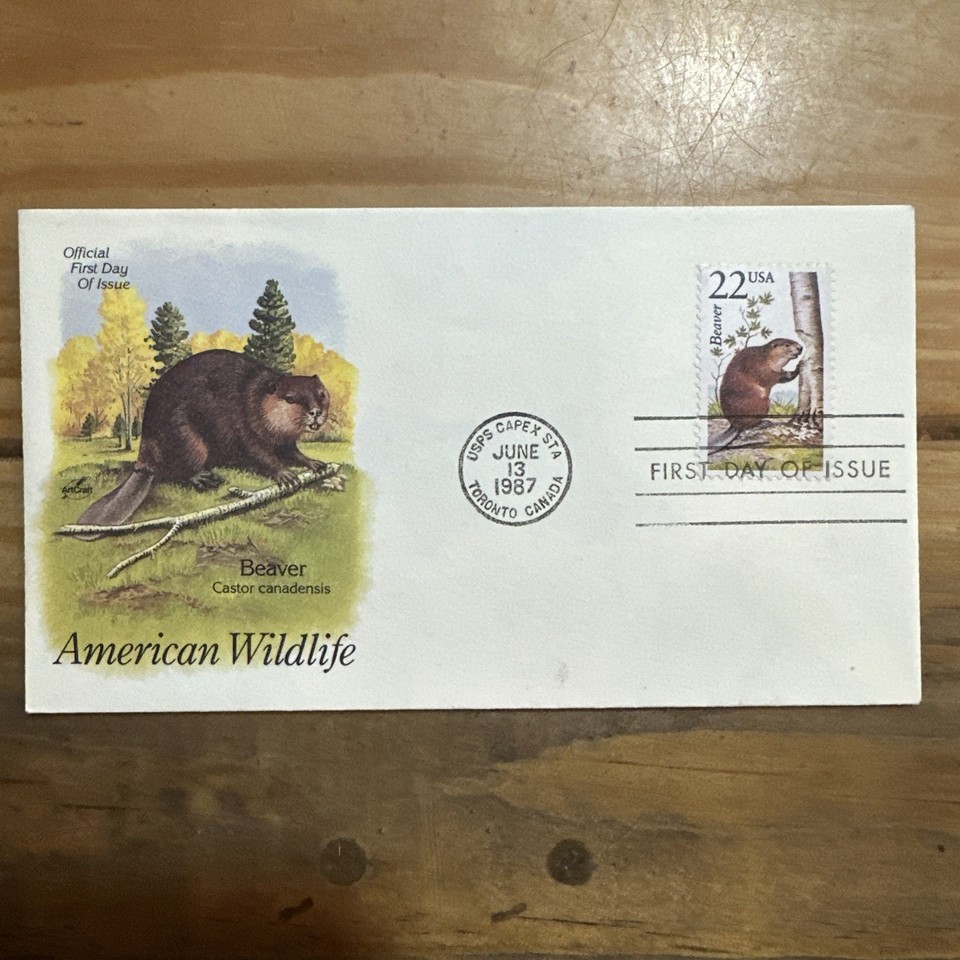 Official
First Day
Of Issue
ArtCraft
Beaver
Castor canadensis
American Wildlife
USPS CAPEX STA
JUNE
13
1987
TORONTO CANADA
22 USA
Beaver
FIRST DAY OF ISSUE